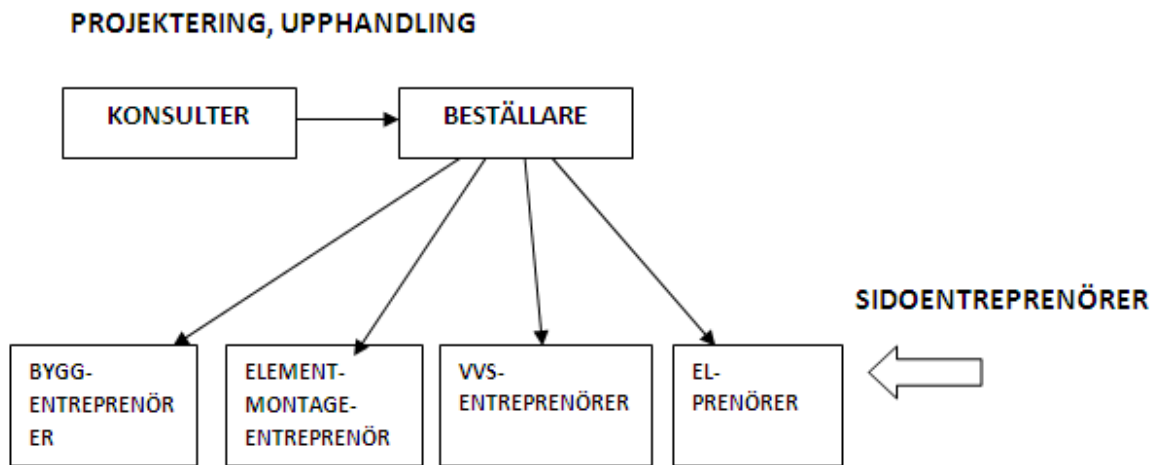 PROJEKTERING, UPPHANDLING
KONSULTER
BESTÄLLARE
SIDOENTREPRENÖRER
BYGG-
ENTREPRENÖR
ER
ELEMENT-
MONTAGE-
ENTREPRENÖR
VVS-
ENTREPRENÖRER
EL-
PRENÖRER